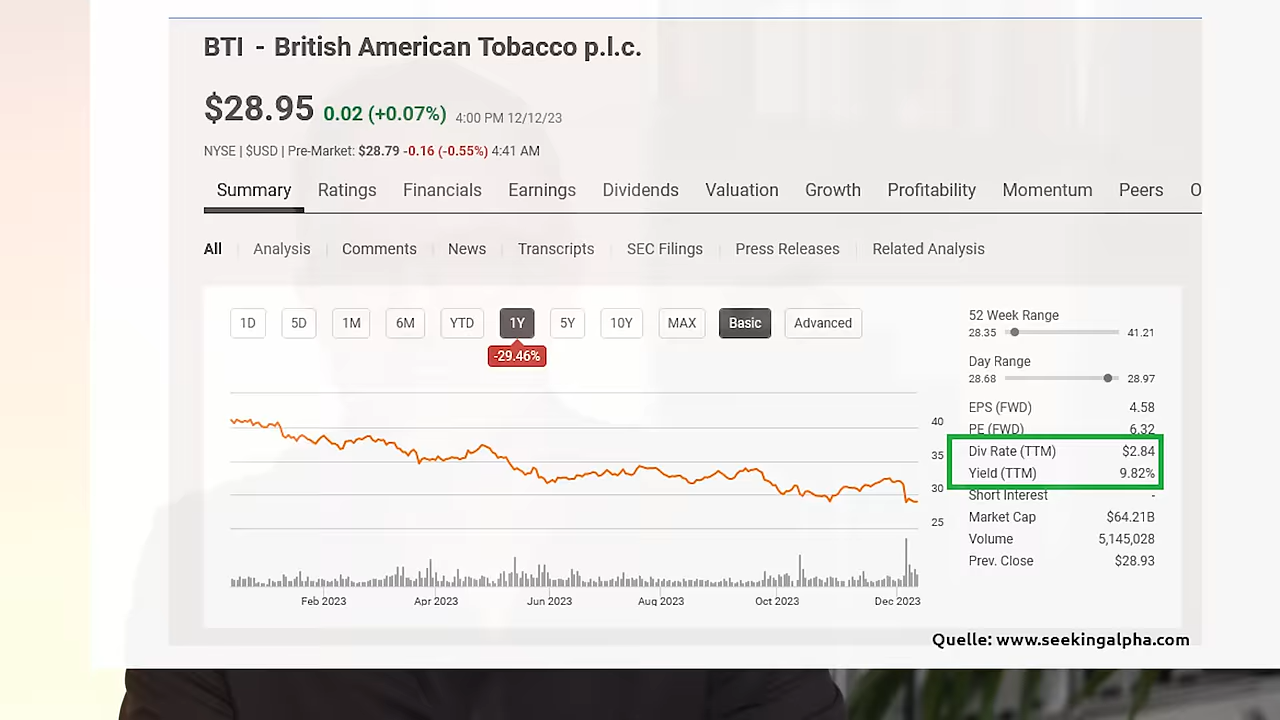 BTI - British American Tobacco p.l.c.
$28.95 0.02 (+0.07%) 4:00 PM 12/12/23
NYSE | $USD | Pre-Market: $28.79 -0.16 (-0.55%) 4:41 AM
Summary Ratings Financials Earnings Dividends Valuation Growth Profitability Momentum Peers O
All Analysis Comments News Transcripts SEC Filings Press Releases Related Analysis
1D 5D 1M 6M YTD 1Y 5Y 10Y MAX Basic Advanced
-29.46%
40
35
30
25
Feb 2023 Apr 2023 Jun 2023 Aug 2023 Oct 2023 Dec 2023
52 Week Range
28.35 41.21
Day Range
28.68 28.97
EPS (FWD) 4.58
PE (FWD) 6.32
Div Rate (TTM) $2.84
Yield (TTM) 9.82%
Short Interest -
Market Cap $64.21B
Volume 5,145,028
Prev. Close $28.93
Quelle: www.seekingalpha.com